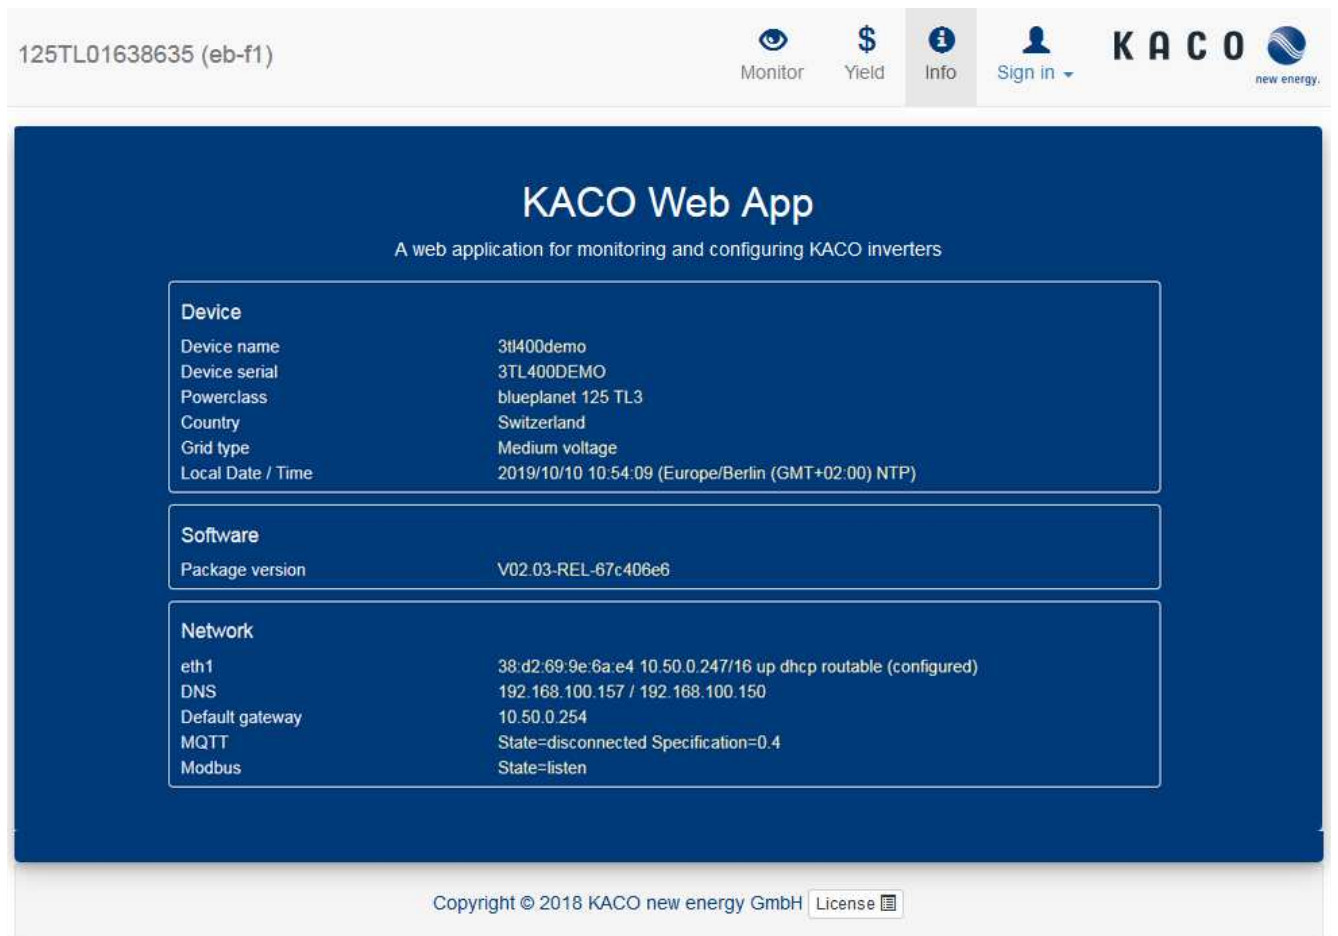 125TL01638635 (eb-f1)
Monitor
Yield
Info
Sign in
KACO
new energy.
KACO Web App
A web application for monitoring and configuring KACO inverters
Device
Device name 3tl400demo
Device serial 3TL400DEMO
Powerclass blueplanet 125 TL3
Country Switzerland
Grid type Medium voltage
Local Date / Time 2019/10/10 10:54:09 (Europe/Berlin (GMT+02:00) NTP)
Software
Package version V02.03-REL-67c406e6
Network
eth1 38:d2:69:9e:6a:e4 10.50.0.247/16 up dhcp routable (configured)
DNS 192.168.100.157 / 192.168.100.150
Default gateway 10.50.0.254
MQTT State=disconnected Specification=0.4
Modbus State=listen
Copyright © 2018 KACO new energy GmbH License